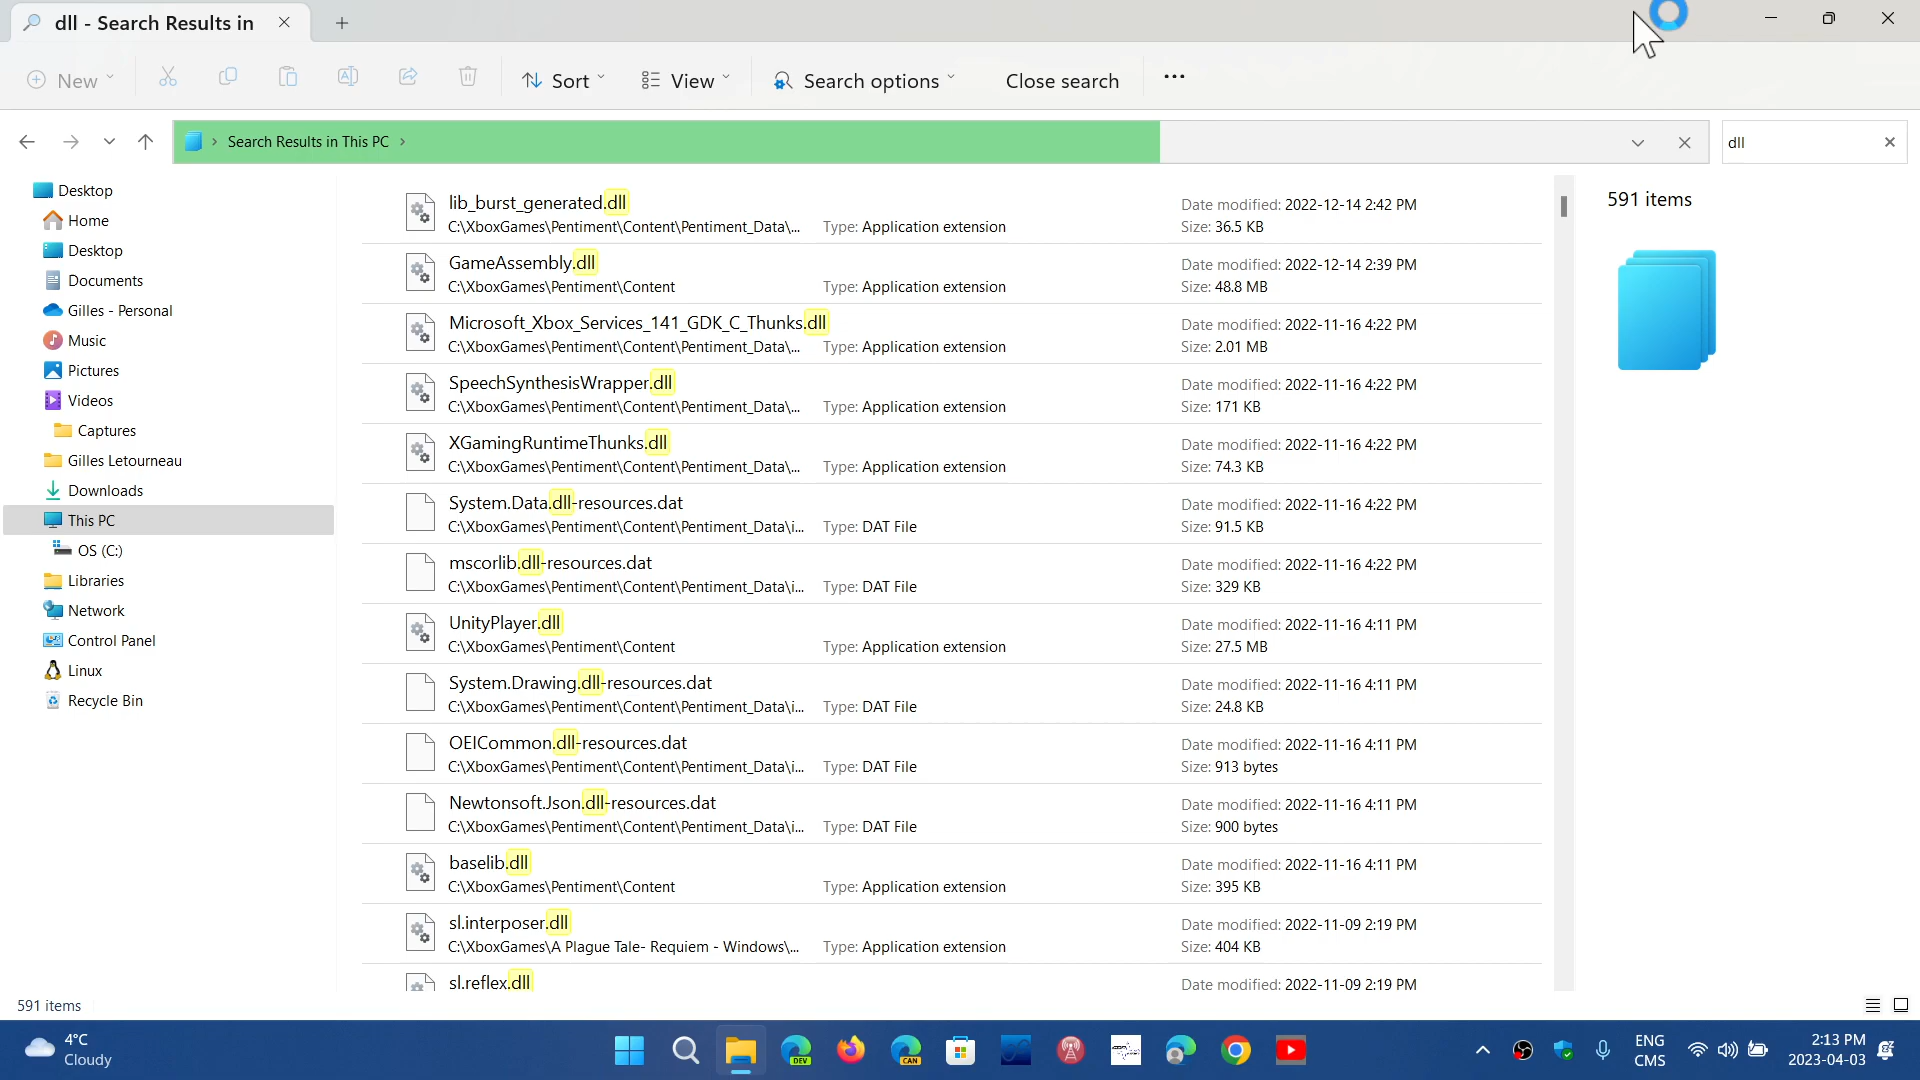 dll - Search Results in
New
Sort
View
Search options
Close search
Search Results in This PC
dll
Desktop
Home
Desktop
Documents
Gilles - Personal
Music
Pictures
Videos
Captures
Gilles Letourneau
Downloads
This PC
OS (C:)
Libraries
Network
Control Panel
Linux
Recycle Bin
lib_burst_generated.dll
Date modified: 2022-12-14 2:42 PM
C:\XboxGames\Pentiment\Content\Pentiment_Data\... Type: Application extension Size: 36.5 KB
GameAssembly.dll
Date modified: 2022-12-14 2:39 PM
C:\XboxGames\Pentiment\Content Type: Application extension Size: 48.8 MB
Microsoft_Xbox_Services_141_GDK_C_Thunks.dll
Date modified: 2022-11-16 4:22 PM
C:\XboxGames\Pentiment\Content\Pentiment_Data\... Type: Application extension Size: 2.01 MB
SpeechSynthesisWrapper.dll
Date modified: 2022-11-16 4:22 PM
C:\XboxGames\Pentiment\Content\Pentiment_Data\... Type: Application extension Size: 171 KB
XGamingRuntimeThunks.dll
Date modified: 2022-11-16 4:22 PM
C:\XboxGames\Pentiment\Content\Pentiment_Data\... Type: Application extension Size: 74.3 KB
System.Data.dll-resources.dat
Date modified: 2022-11-16 4:22 PM
C:\XboxGames\Pentiment\Content\Pentiment_Data\i... Type: DAT File Size: 91.5 KB
mscorlib.dll-resources.dat
Date modified: 2022-11-16 4:22 PM
C:\XboxGames\Pentiment\Content\Pentiment_Data\i... Type: DAT File Size: 329 KB
UnityPlayer.dll
Date modified: 2022-11-16 4:11 PM
C:\XboxGames\Pentiment\Content Type: Application extension Size: 27.5 MB
System.Drawing.dll-resources.dat
Date modified: 2022-11-16 4:11 PM
C:\XboxGames\Pentiment\Content\Pentiment_Data\i... Type: DAT File Size: 24.8 KB
OEICommon.dll-resources.dat
Date modified: 2022-11-16 4:11 PM
C:\XboxGames\Pentiment\Content\Pentiment_Data\i... Type: DAT File Size: 913 bytes
Newtonsoft.Json.dll-resources.dat
Date modified: 2022-11-16 4:11 PM
C:\XboxGames\Pentiment\Content\Pentiment_Data\i... Type: DAT File Size: 900 bytes
baselib.dll
Date modified: 2022-11-16 4:11 PM
C:\XboxGames\Pentiment\Content Type: Application extension Size: 395 KB
sl.interposer.dll
Date modified: 2022-11-09 2:19 PM
C:\XboxGames\A Plague Tale- Requiem - Windows\... Type: Application extension Size: 404 KB
sl.reflex.dll
Date modified: 2022-11-09 2:19 PM
591 items
591 items
4°C
Cloudy
DEV
CAN
ENG
CMS
2:13 PM
2023-04-03